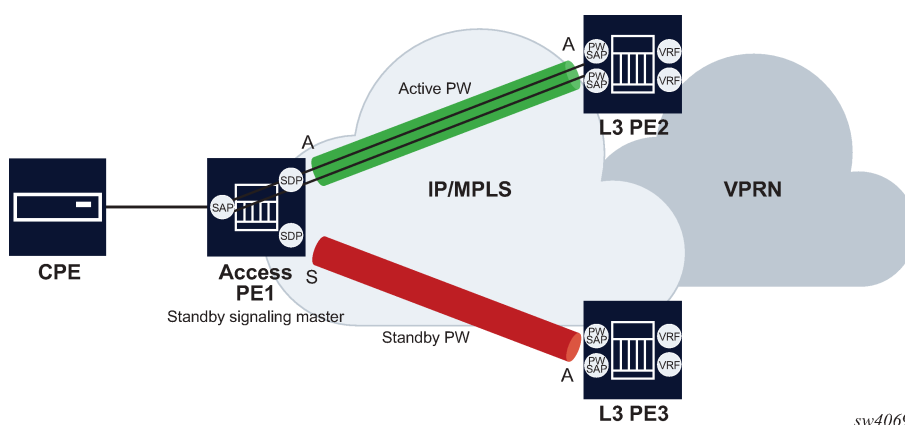 A
PW
SAP
VRF
PW
SAP
VRF
L3 PE2
Active PW
A
SDP
IP/MPLS
VPRN
SAP
SDP
CPE
Access
PE1
S
Standby signaling master
Standby PW
A
PW
SAP
VRF
PW
SAP
VRF
L3 PE3